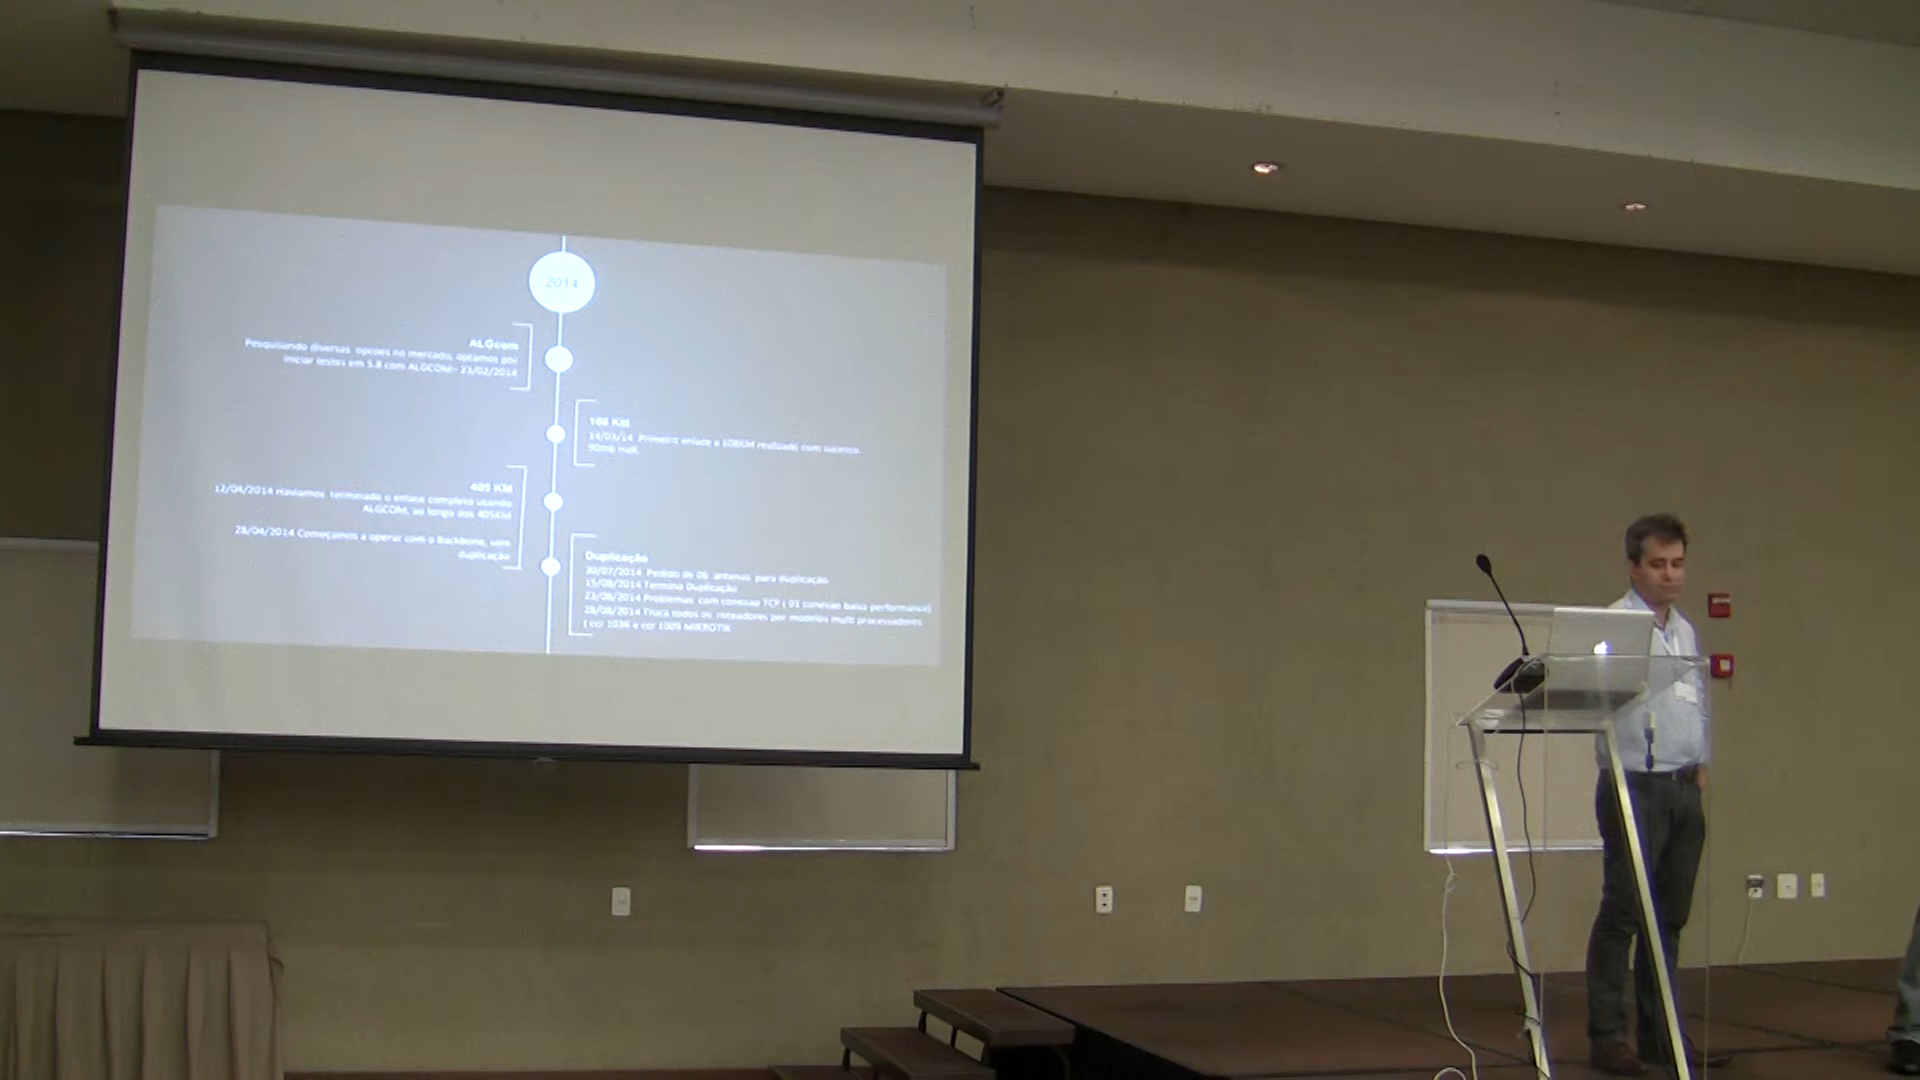 2014
ALGcom
Pesquisando diversas opções no mercado, optamos por
iniciar testes em 5.8 com ALGCOM- 23/02/2014
108 KM
14/03/14 Primeiro enlace a 108KM realizado com sucesso.
90mb Half.
405 KM
12/04/2014 Havíamos terminado o enlace completo usando
ALGCOM, ao longo dos 405KM
28/04/2014 Começamos a operar com o Backbone, sem
duplicação
Duplicação
30/07/2014 Pedido de 06 antenas para duplicação.
15/08/2014 Termino Duplicação
23/08/2014 Problemas com conexao TCP ( 01 conexao baixa performance)
28/08/2014 Troca todos os roteadores por modelos multi processadores
( ccr 1036 e ccr 1009 MIKROTIK